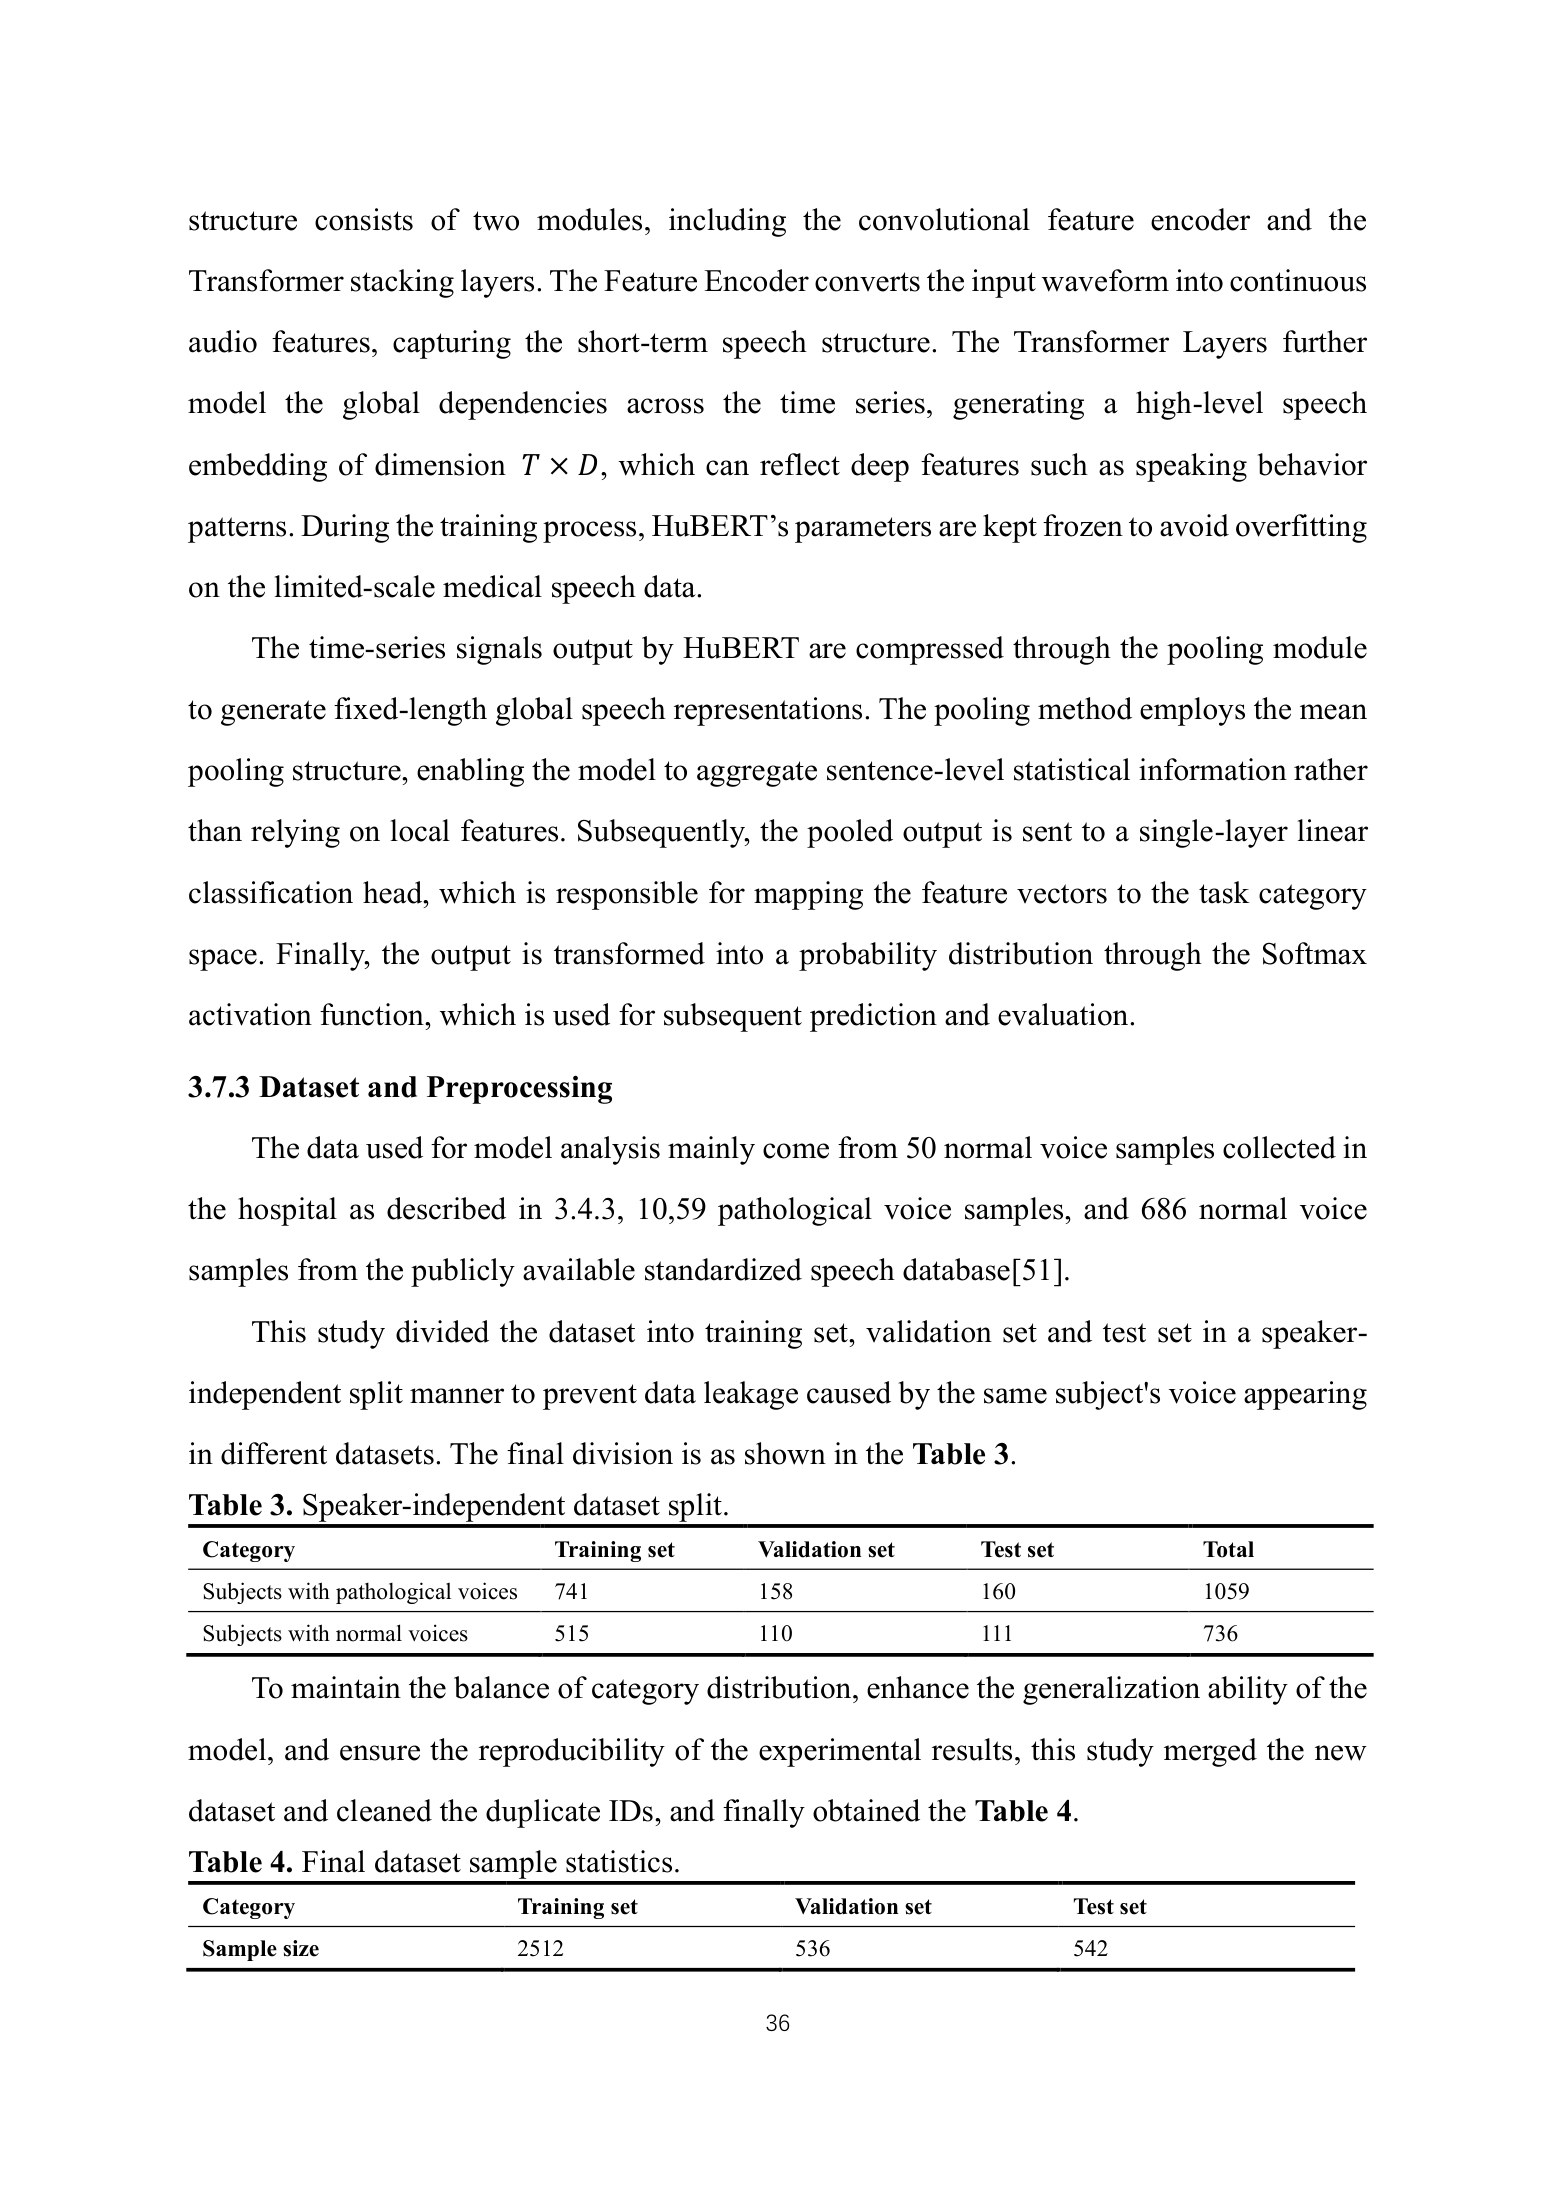 structure consists of two modules, including the convolutional feature encoder and the
Transformer stacking layers. The Feature Encoder converts the input waveform into continuous
audio features, capturing the short-term speech structure. The Transformer Layers further
model the global dependencies across the time series, generating a high-level speech
embedding of dimension T × D, which can reflect deep features such as speaking behavior
patterns. During the training process, HuBERT’s parameters are kept frozen to avoid overfitting
on the limited-scale medical speech data.
The time-series signals output by HuBERT are compressed through the pooling module
to generate fixed-length global speech representations. The pooling method employs the mean
pooling structure, enabling the model to aggregate sentence-level statistical information rather
than relying on local features. Subsequently, the pooled output is sent to a single-layer linear
classification head, which is responsible for mapping the feature vectors to the task category
space. Finally, the output is transformed into a probability distribution through the Softmax
activation function, which is used for subsequent prediction and evaluation.
3.7.3 Dataset and Preprocessing
The data used for model analysis mainly come from 50 normal voice samples collected in
the hospital as described in 3.4.3, 10,59 pathological voice samples, and 686 normal voice
samples from the publicly available standardized speech database[51].
This study divided the dataset into training set, validation set and test set in a speaker-
independent split manner to prevent data leakage caused by the same subject's voice appearing
in different datasets. The final division is as shown in the Table 3.
Table 3. Speaker-independent dataset split.
Category Training set Validation set Test set Total
Subjects with pathological voices 741 158 160 1059
Subjects with normal voices 515 110 111 736
To maintain the balance of category distribution, enhance the generalization ability of the
model, and ensure the reproducibility of the experimental results, this study merged the new
dataset and cleaned the duplicate IDs, and finally obtained the Table 4.
Table 4. Final dataset sample statistics.
Category Training set Validation set Test set
Sample size 2512 536 542
36